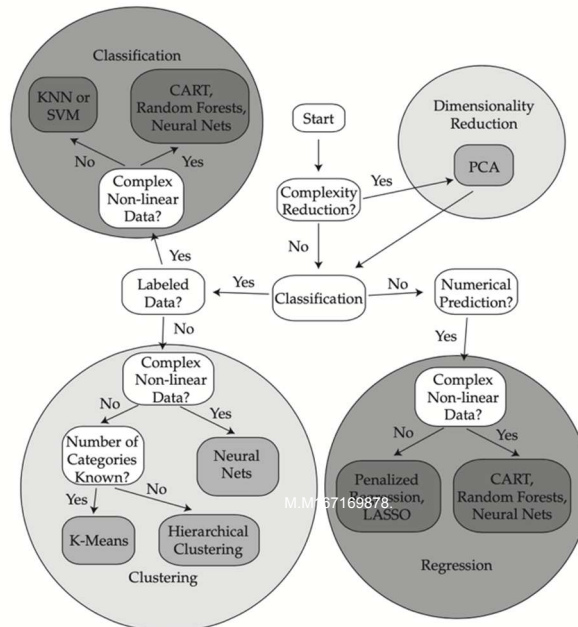 Classification
KNN or
SVM
CART,
Random Forests,
Neural Nets
No
Yes
Complex
Non-linear
Data?
Start
Complexity
Reduction?
Yes
No
Dimensionality
Reduction
PCA
Yes
Labeled
Data?
Yes
Classification
No
Numerical
Prediction?
No
Yes
Complex
Non-linear
Data?
No
Yes
Number of
Categories
Known?
Neural
Nets
Yes
No
K-Means
Hierarchical
Clustering
Clustering
Complex
Non-linear
Data?
No
Yes
Penalized
Regression,
LASSO
CART,
Random Forests,
Neural Nets
Regression
M.M167169878.